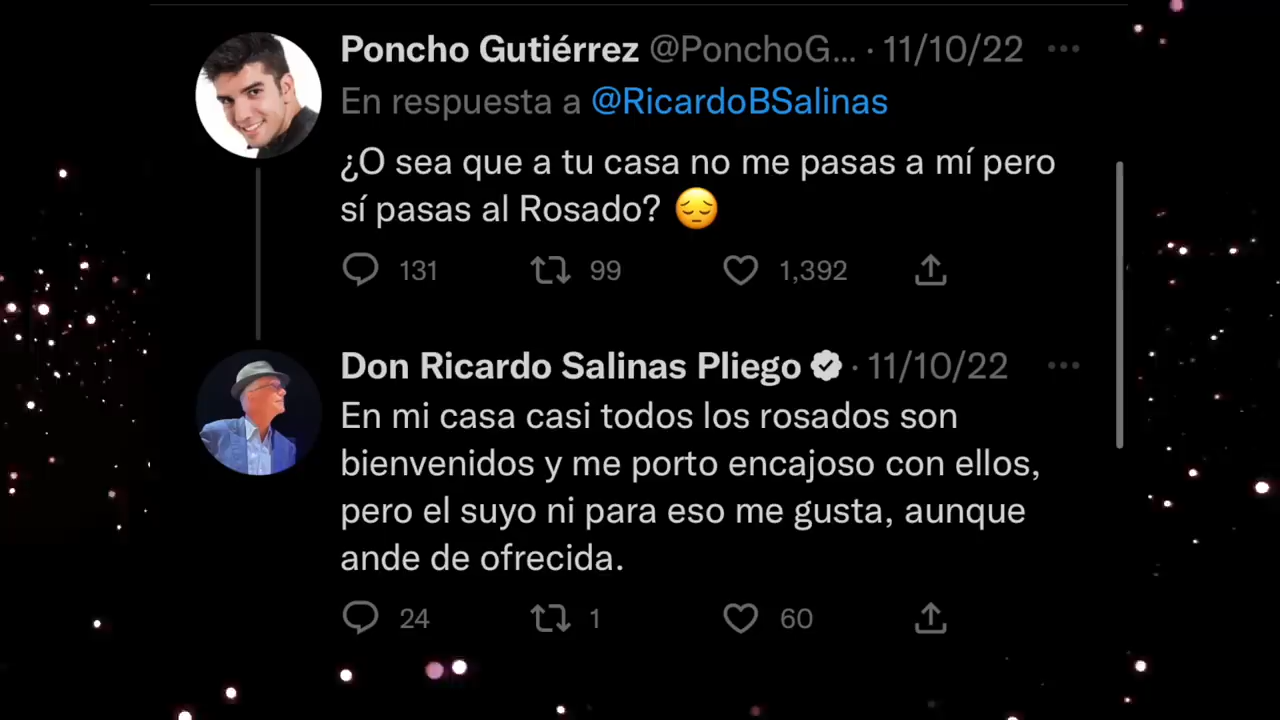 Poncho Gutiérrez @PonchoG... · 11/10/22
En respuesta a @RicardoBSalinas
¿O sea que a tu casa no me pasas a mí pero
sí pasas al Rosado? 😔
131 99 1,392
Don Ricardo Salinas Pliego · 11/10/22
En mi casa casi todos los rosados son
bienvenidos y me porto encajoso con ellos,
pero el suyo ni para eso me gusta, aunque
ande de ofrecida.
24 1 60